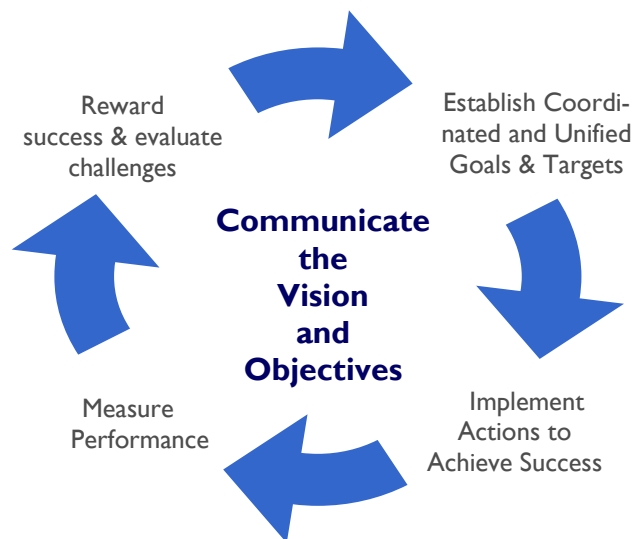 Reward
success & evaluate
challenges
Establish Coordi-
nated and Unified
Goals & Targets
Communicate
the
Vision
and
Objectives
Measure
Performance
Implement
Actions to
Achieve Success